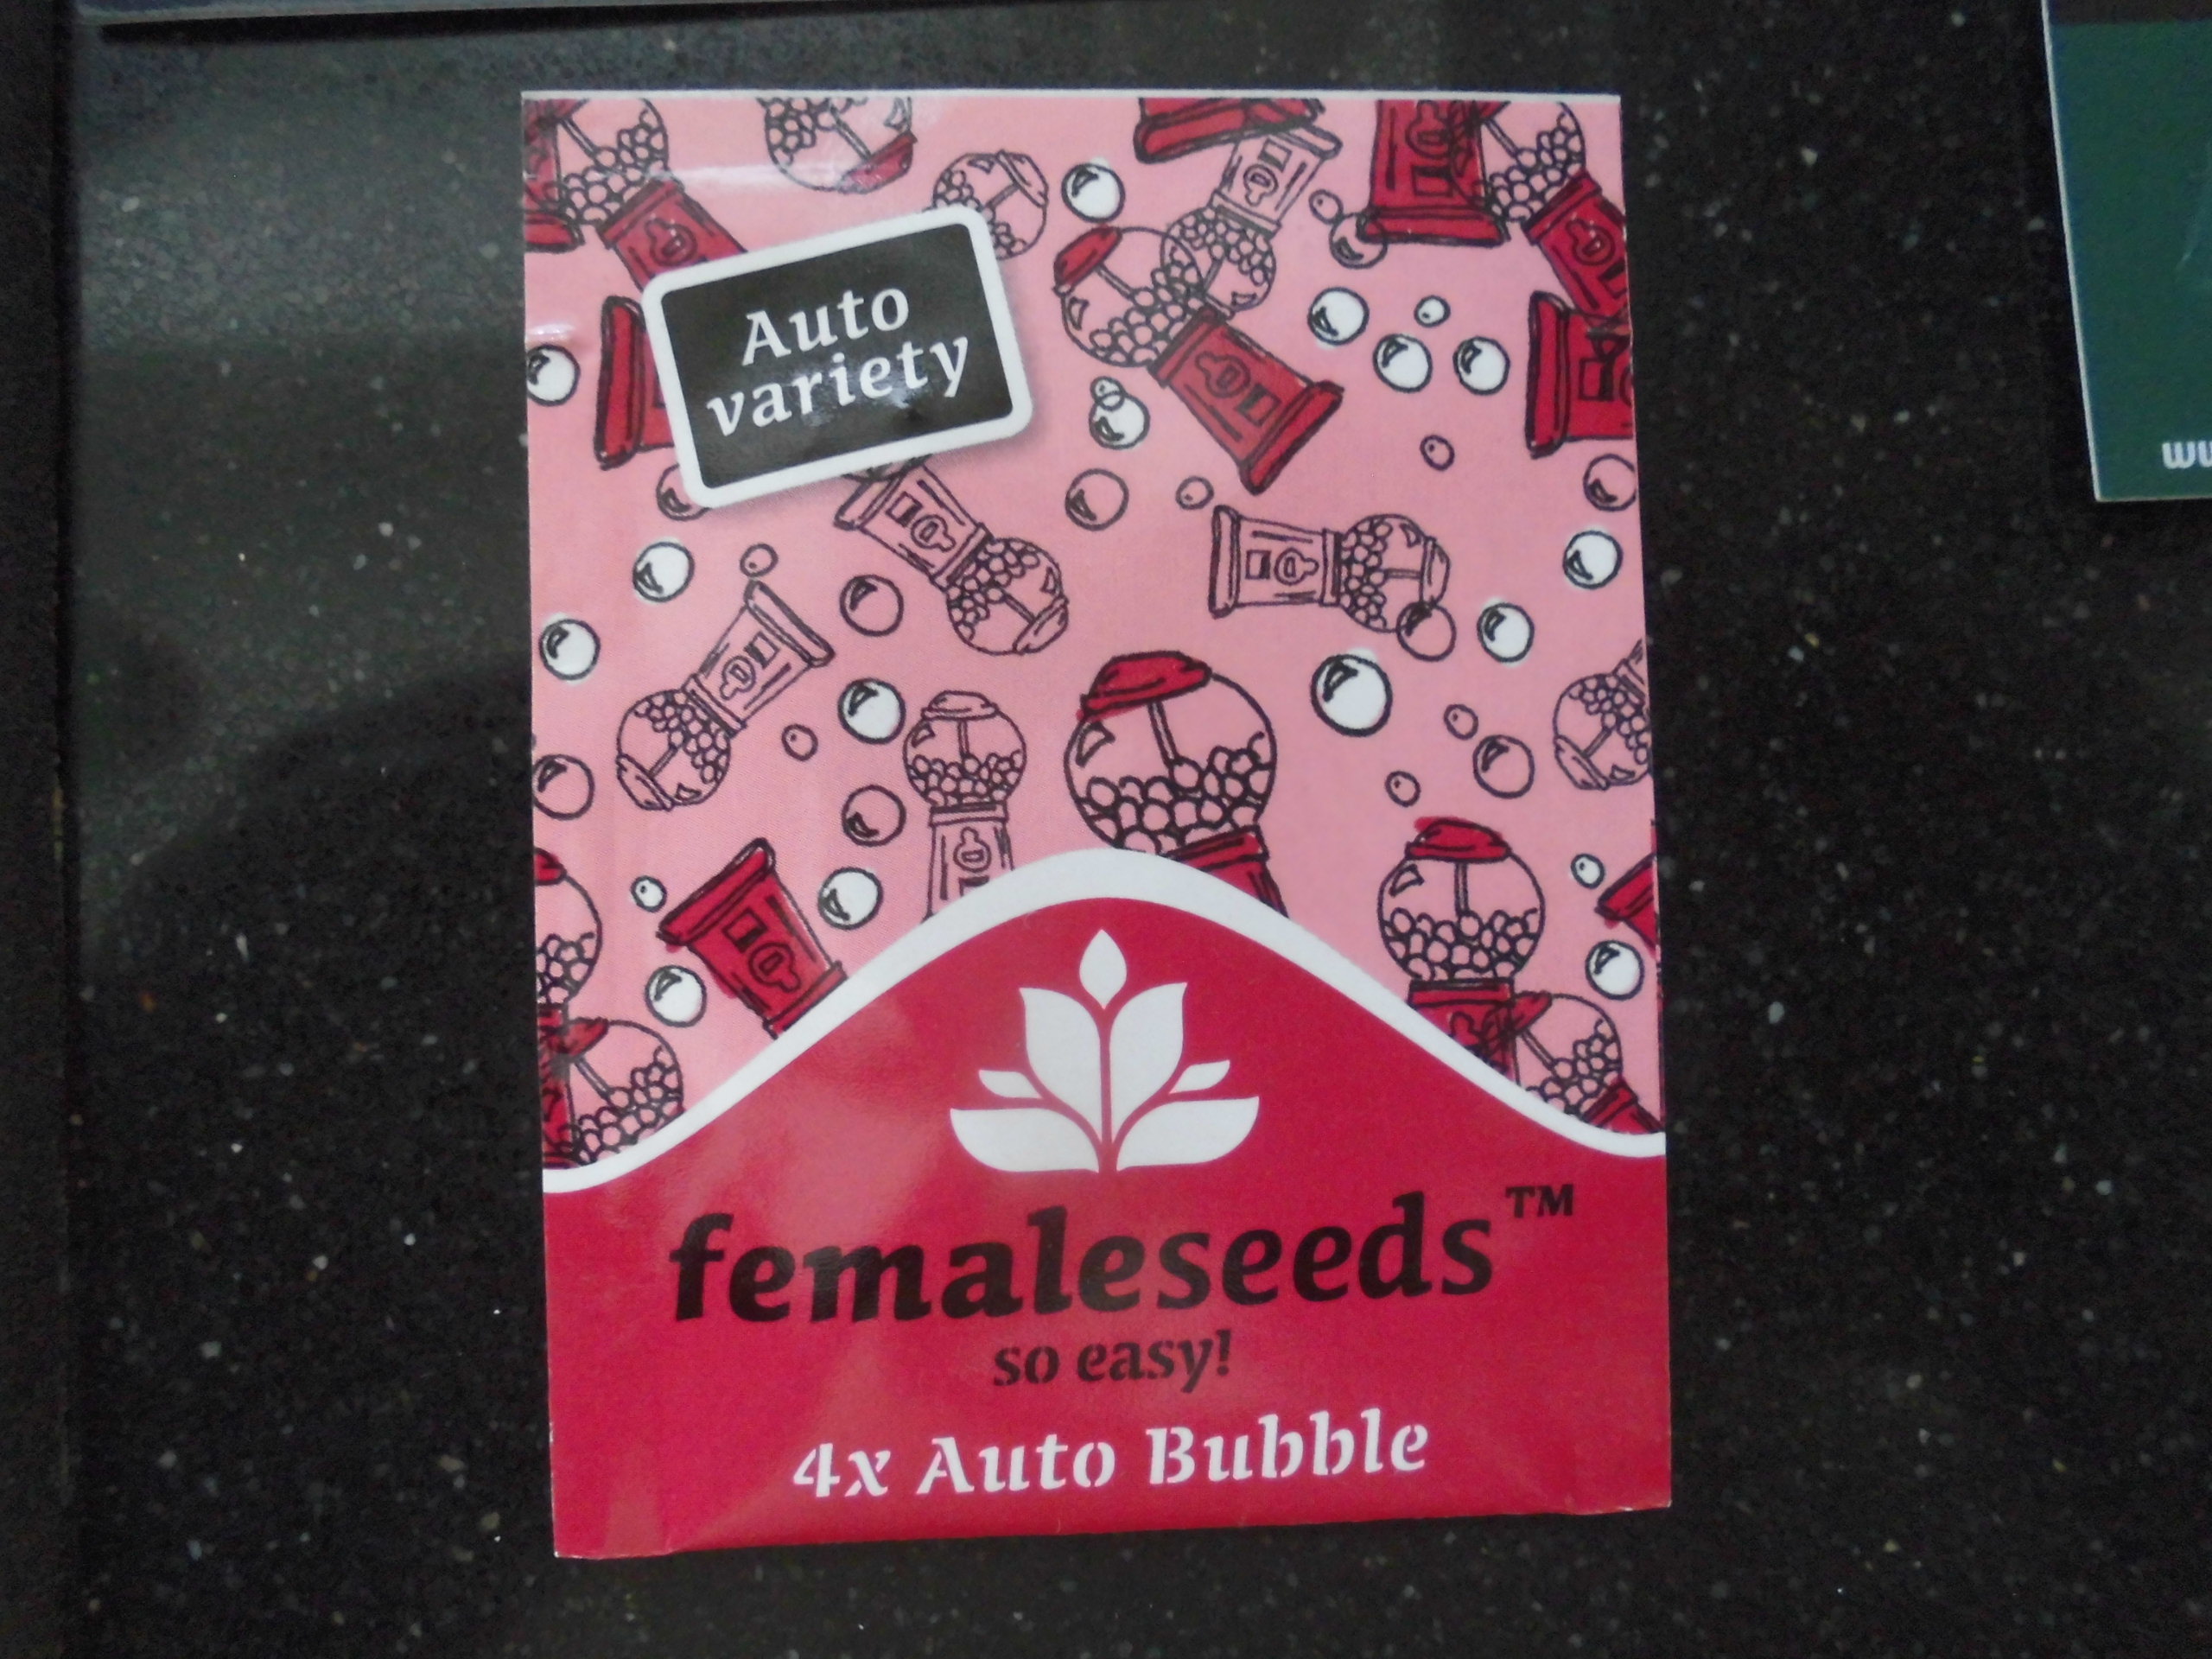 Auto
variety
femaleseeds™
so easy!
4x Auto Bubble